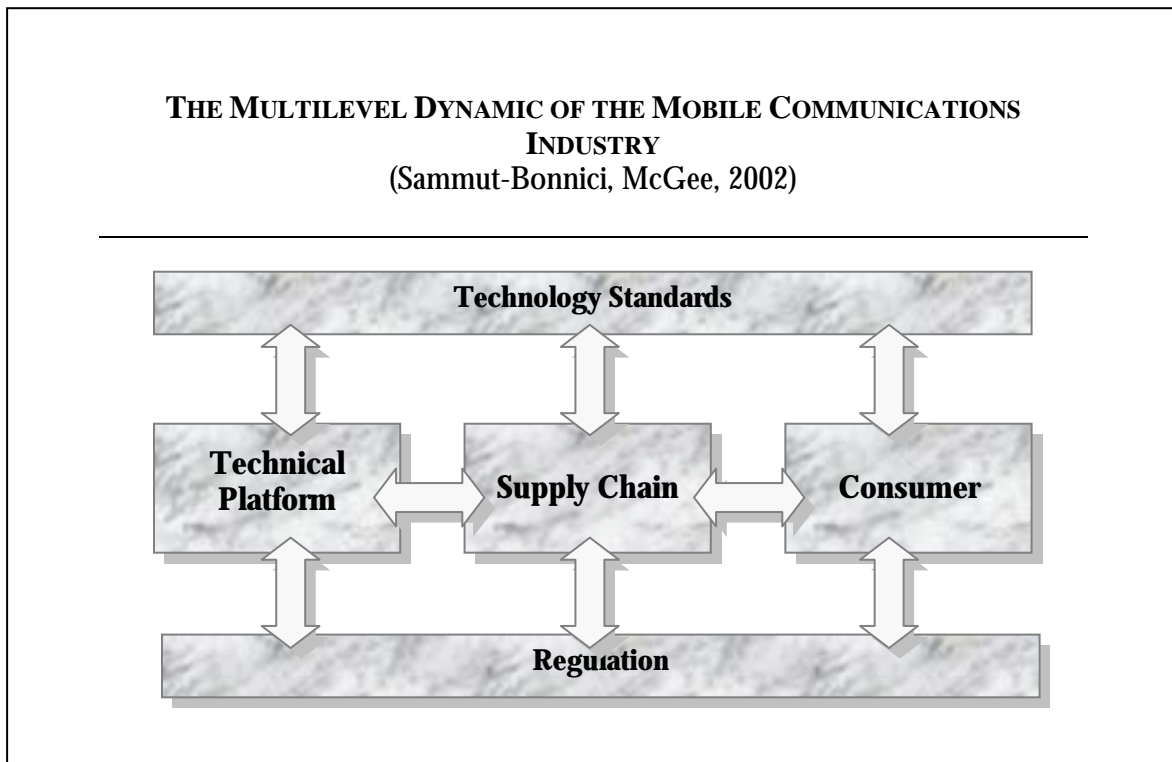 THE MULTILEVEL DYNAMIC OF THE MOBILE COMMUNICATIONS
INDUSTRY
(Sammut-Bonnici, McGee, 2002)
Technology Standards
Technical
Platform
Supply Chain
Consumer
Regulation